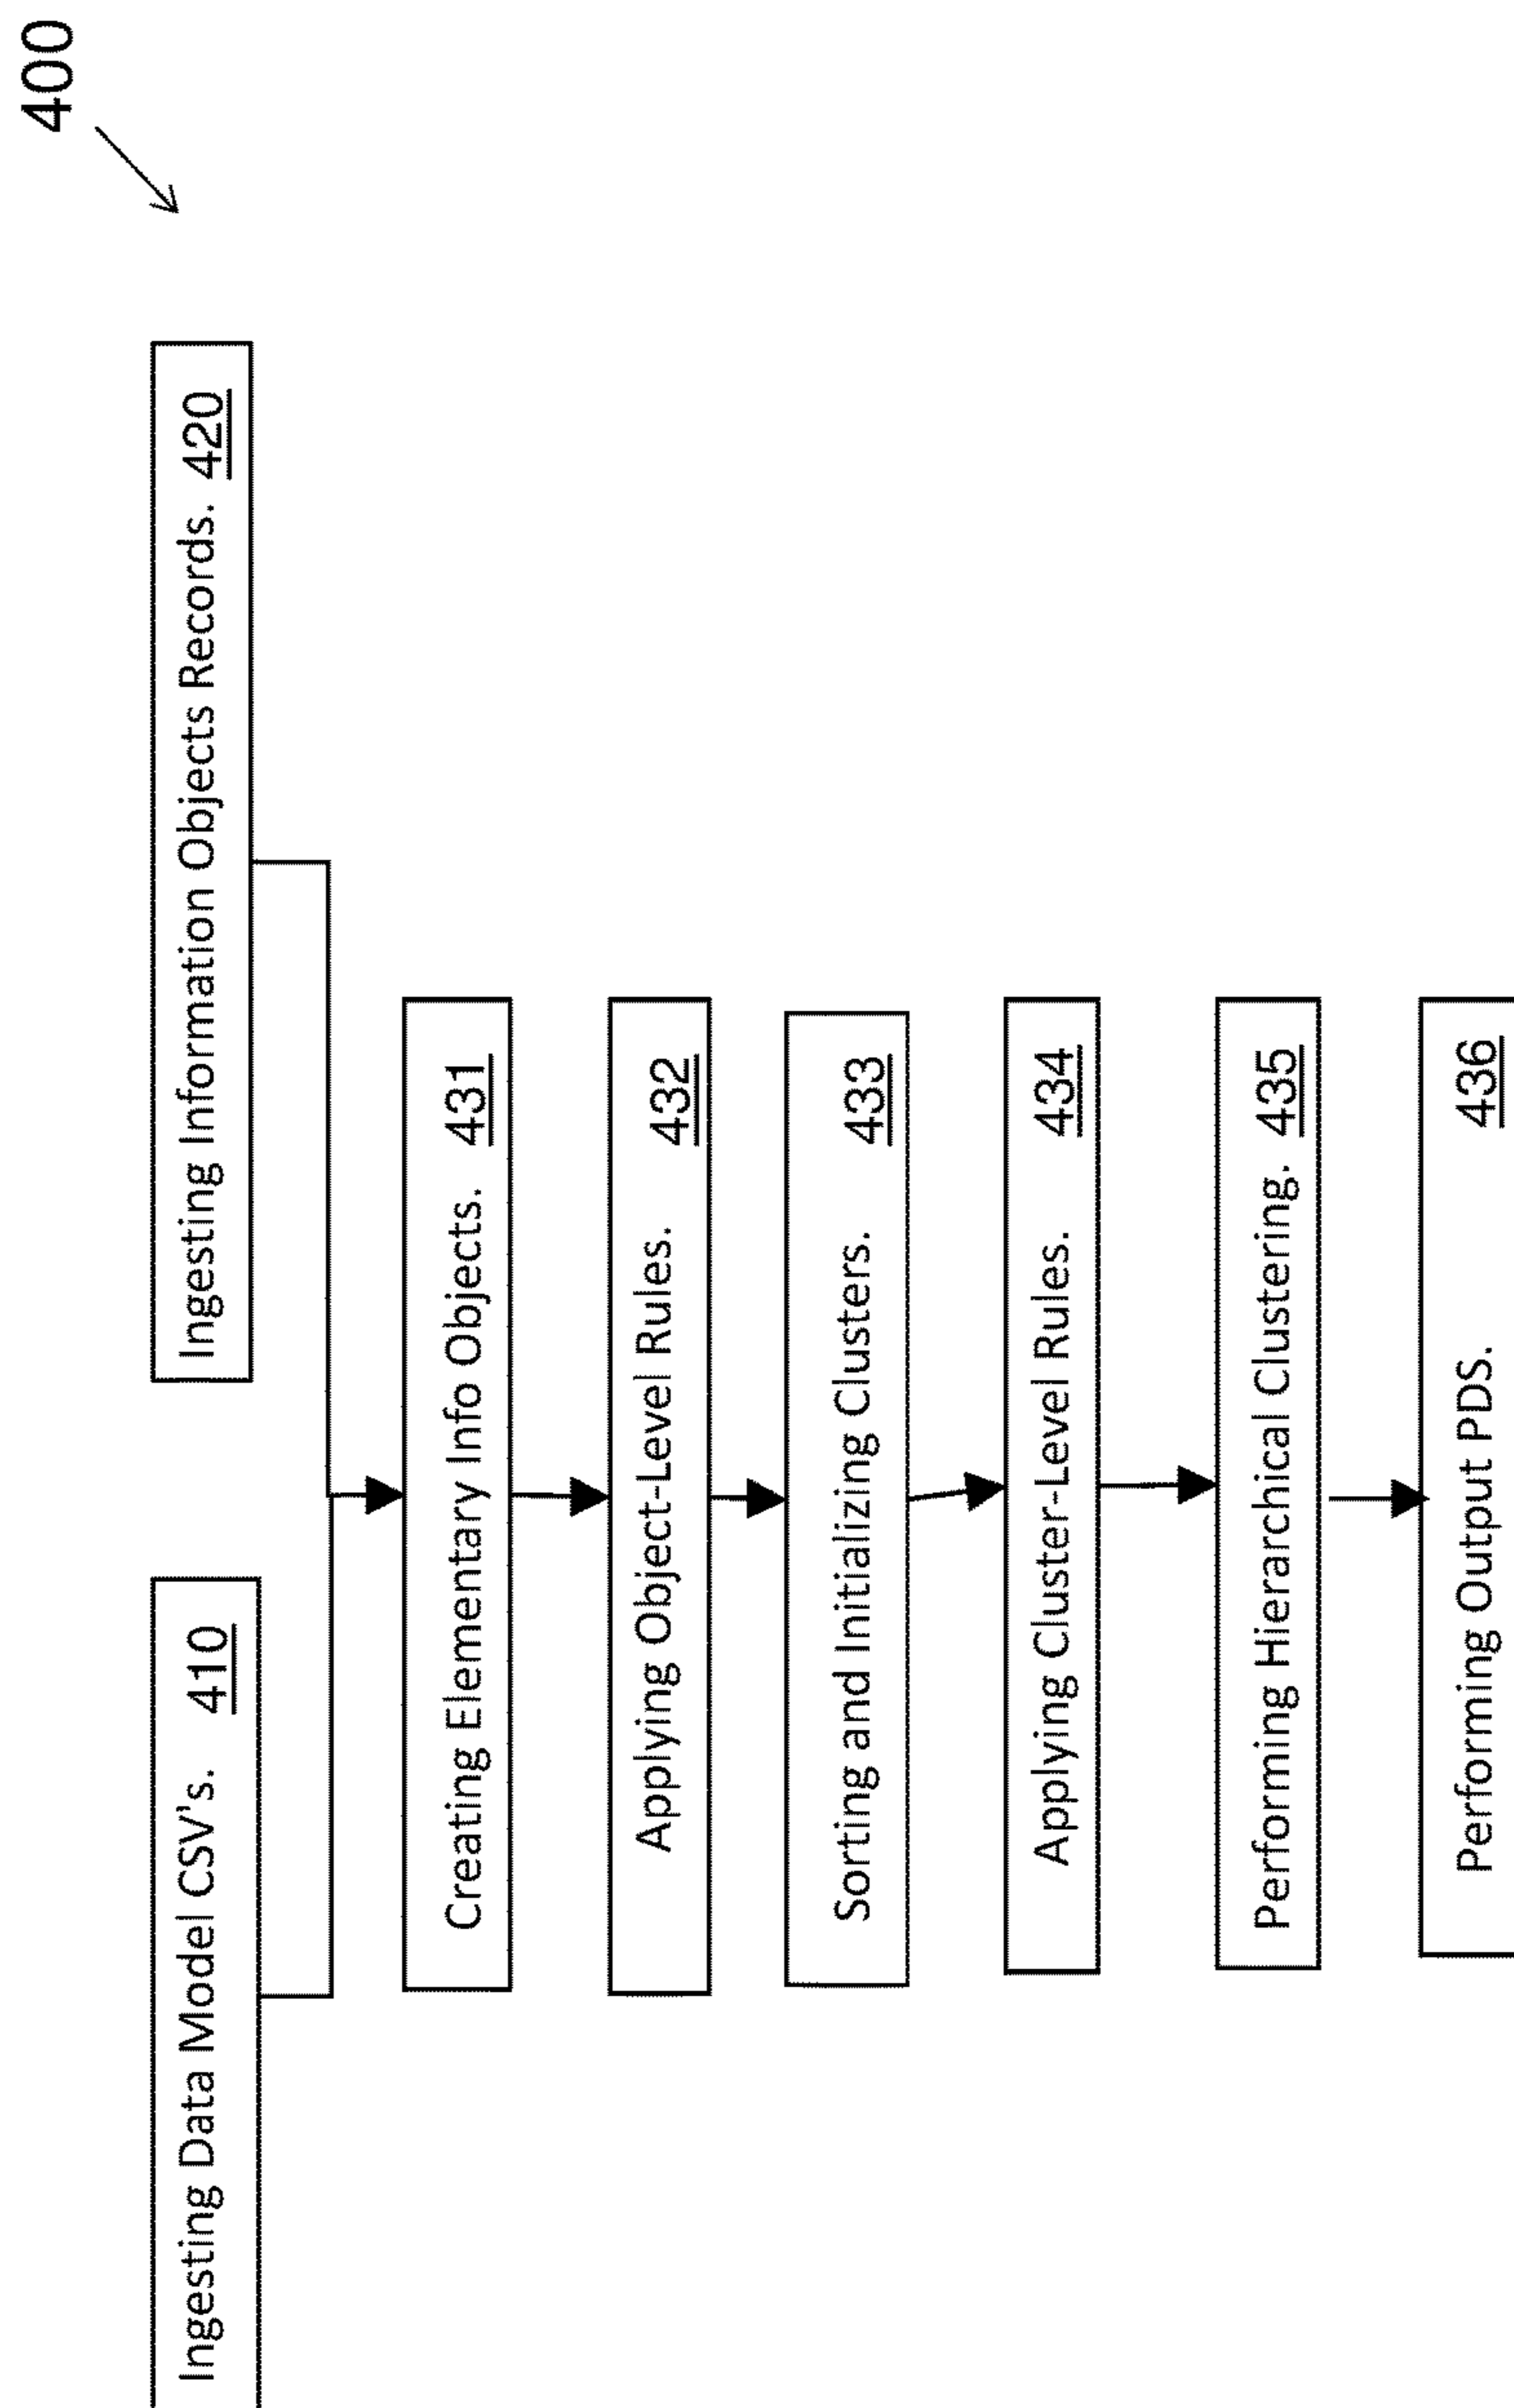 400
Ingesting Data Model CSV's. 410
Ingesting Information Objects Records. 420
Creating Elementary Info Objects. 431
Applying Object-Level Rules. 432
Sorting and Initializing Clusters. 433
Applying Cluster-Level Rules. 434
Performing Hierarchical Clustering. 435
Performing Output PDS. 436